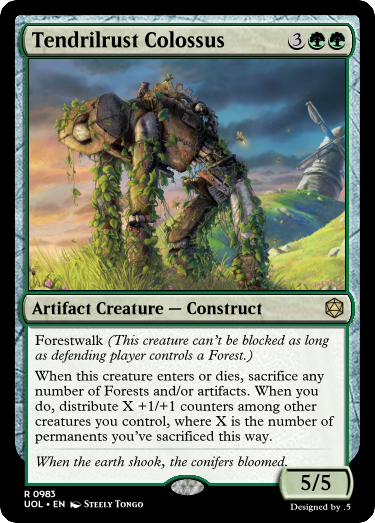 Tendrilrust Colossus 3
Artifact Creature — Construct
Forestwalk (This creature can't be blocked as long
as defending player controls a Forest.)
When this creature enters or dies, sacrifice any
number of Forests and/or artifacts. When you
do, distribute X +1/+1 counters among other
creatures you control, where X is the number of
permanents you've sacrificed this way.
When the earth shook, the conifers bloomed.
5/5
R 0983
UOL • EN Steely Tongo
Designed by .5